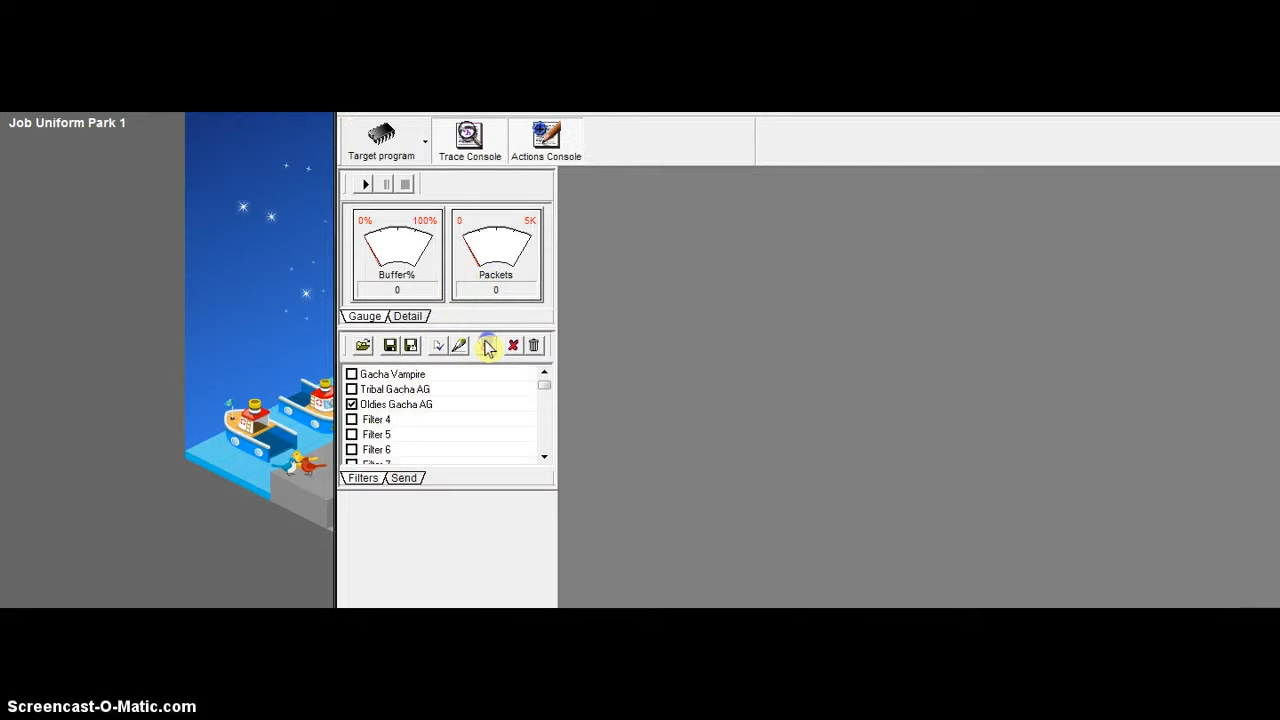 Job Uniform Park 1
Target program
Trace Console
Actions Console
0% 100%
Buffer%
0
0 5K
Packets
0
Gauge Detail
Gacha Vampire
Tribal Gacha AG
Oldies Gacha AG
Filter 4
Filter 5
Filter 6
Filter 7
Filters Send
Screencast-O-Matic.com